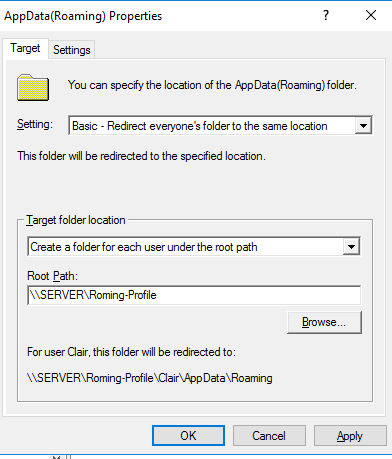 AppData(Roaming) Properties
?
Target
Settings
You can specify the location of the AppData(Roaming) folder.
Setting:
Basic - Redirect everyone's folder to the same location
This folder will be redirected to the specified location.
Target folder location
Create a folder for each user under the root path
Root Path:
\\SERVER\Roming-Profile
Browse...
For user Clair, this folder will be redirected to:
\\SERVER\Roming-Profile\Clair\AppData\Roaming
OK
Cancel
Apply